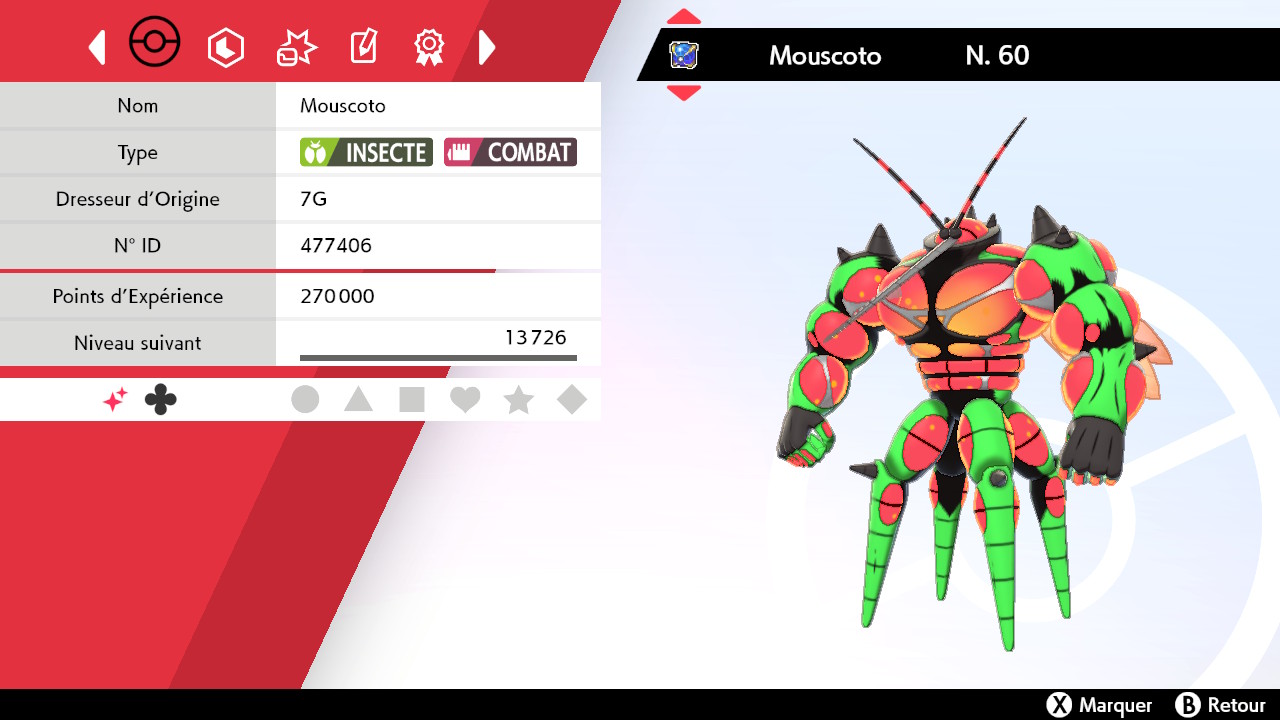 Mouscoto N. 60
Nom Mouscoto
Type INSECTE COMBAT
Dresseur d'Origine 7G
N° ID 477406
Points d'Expérience 270 000
Niveau suivant 13 726
X Marquer B Retour